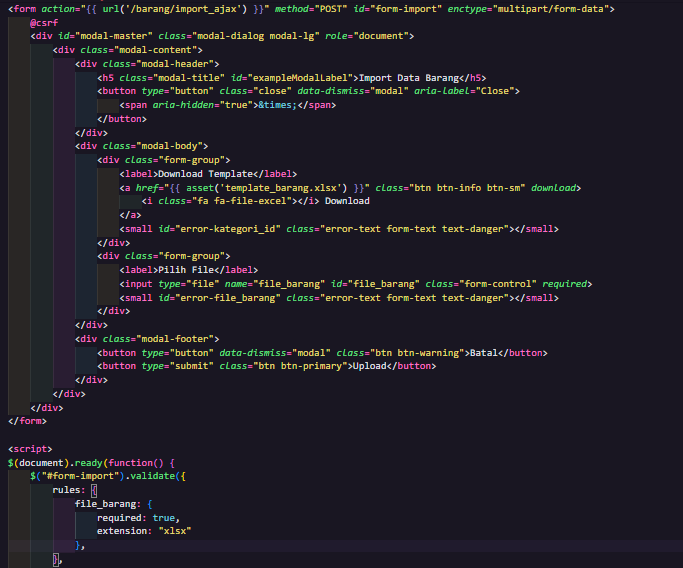 <form action="{{ url('/barang/import_ajax') }}" method="POST" id="form-import" enctype="multipart/form-data">
    @csrf
    <div id="modal-master" class="modal-dialog modal-lg" role="document">
        <div class="modal-content">
            <div class="modal-header">
                <h5 class="modal-title" id="exampleModalLabel">Import Data Barang</h5>
                <button type="button" class="close" data-dismiss="modal" aria-label="Close">
                    <span aria-hidden="true">&times;</span>
                </button>
            </div>
            <div class="modal-body">
                <div class="form-group">
                    <label>Download Template</label>
                    <a href="{{ asset('template_barang.xlsx') }}" class="btn btn-info btn-sm" download>
                        <i class="fa fa-file-excel"></i> Download
                    </a>
                    <small id="error-kategori_id" class="error-text form-text text-danger"></small>
                </div>
                <div class="form-group">
                    <label>Pilih File</label>
                    <input type="file" name="file_barang" id="file_barang" class="form-control" required>
                    <small id="error-file_barang" class="error-text form-text text-danger"></small>
                </div>
            </div>
            <div class="modal-footer">
                <button type="button" data-dismiss="modal" class="btn btn-warning">Batal</button>
                <button type="submit" class="btn btn-primary">Upload</button>
            </div>
        </div>
    </div>
</form>

<script>
$(document).ready(function() {
    $("#form-import").validate({
        rules: {
            file_barang: {
                required: true,
                extension: "xlsx"
            },
        },